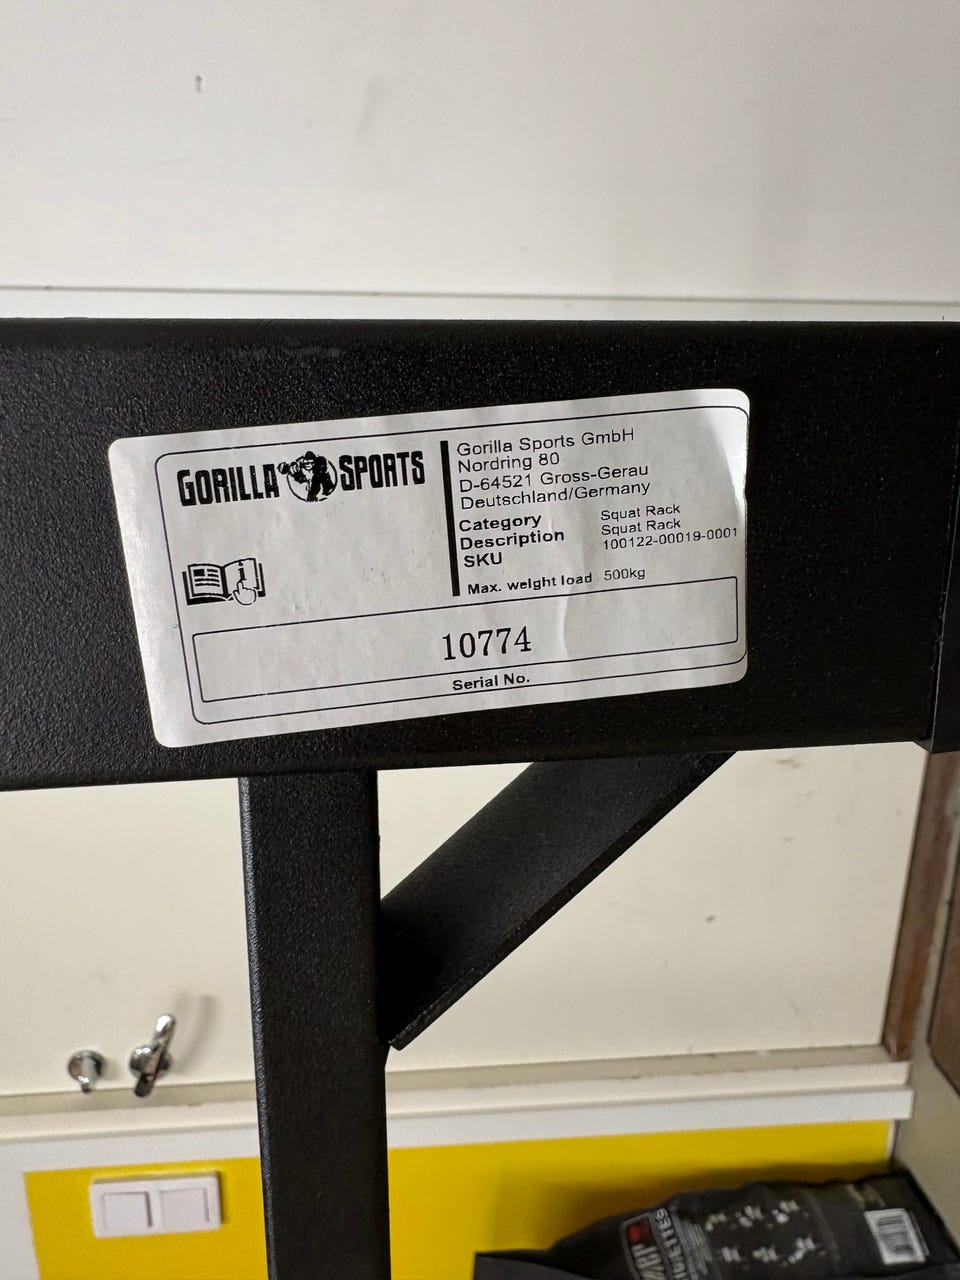 GORILLA SPORTS
Gorilla Sports GmbH
Nordring 80
D-64521 Gross-Gerau
Deutschland/Germany
Category Squat Rack
Description Squat Rack
SKU 100122-00019-0001
Max. weight load 500kg
10774
Serial No.